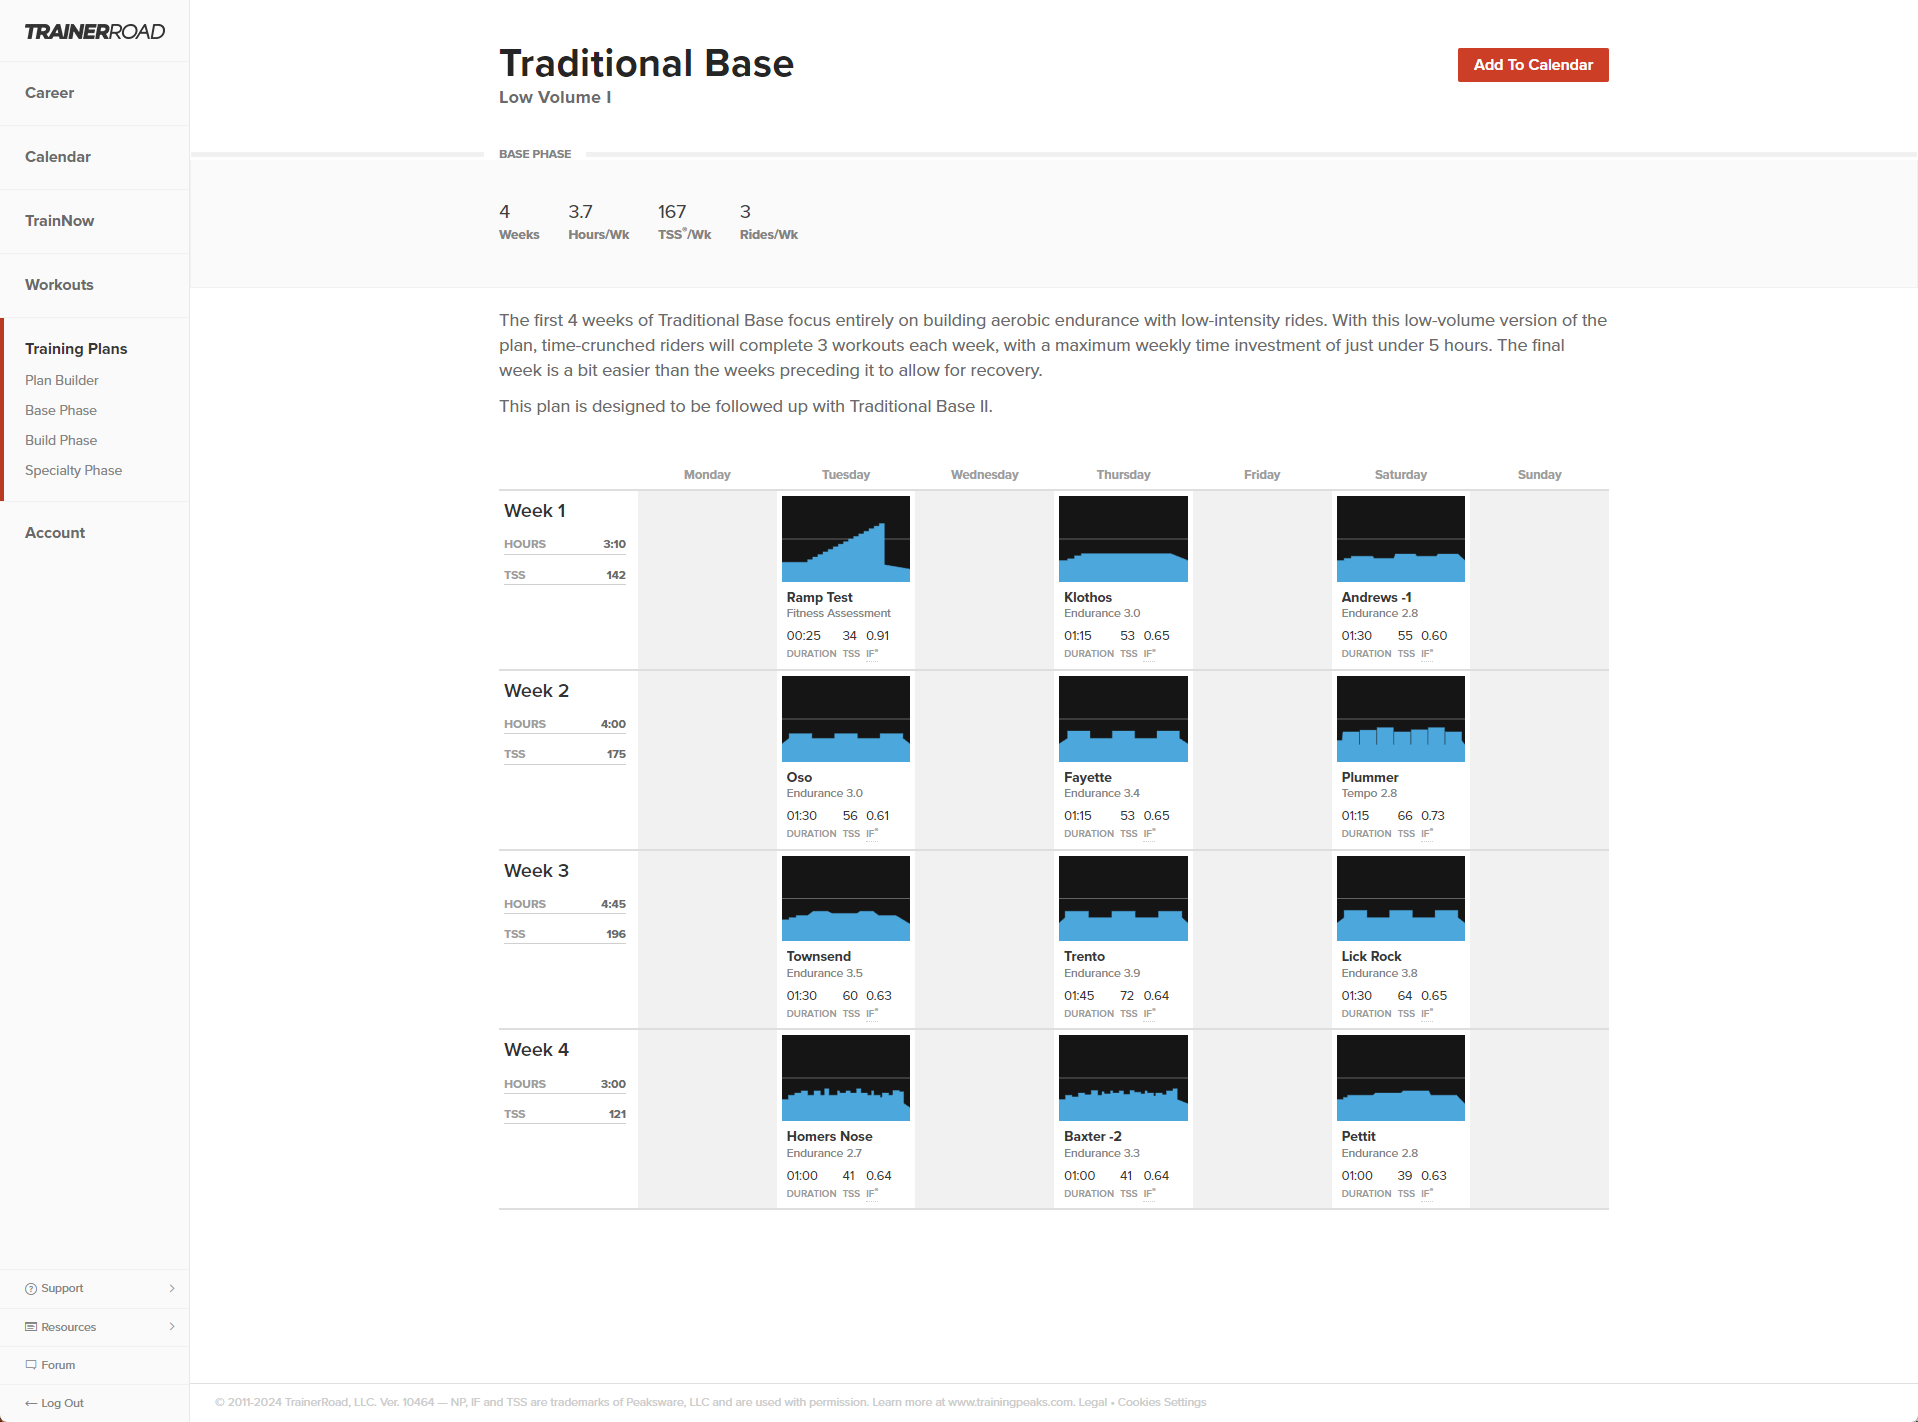 TRAINERROAD
Career
Calendar
TrainNow
Workouts
Training Plans
Plan Builder
Base Phase
Build Phase
Specialty Phase
Account
Support
Resources
Forum
Log Out
Traditional Base
Low Volume I
Add To Calendar
BASE PHASE
4 3.7 167 3
Weeks Hours/Wk TSS®/Wk Rides/Wk
The first 4 weeks of Traditional Base focus entirely on building aerobic endurance with low-intensity rides. With this low-volume version of the
plan, time-crunched riders will complete 3 workouts each week, with a maximum weekly time investment of just under 5 hours. The final
week is a bit easier than the weeks preceding it to allow for recovery.
This plan is designed to be followed up with Traditional Base II.
Monday Tuesday Wednesday Thursday Friday Saturday Sunday
Week 1
HOURS 3:10
TSS 142
Ramp Test
Fitness Assessment
00:25 34 0.91
DURATION TSS IF®
Klothos
Endurance 3.0
01:15 53 0.65
DURATION TSS IF®
Andrews -1
Endurance 2.8
01:30 55 0.60
DURATION TSS IF®
Week 2
HOURS 4:00
TSS 175
Oso
Endurance 3.0
01:30 56 0.61
DURATION TSS IF®
Fayette
Endurance 3.4
01:15 53 0.65
DURATION TSS IF®
Plummer
Tempo 2.8
01:15 66 0.73
DURATION TSS IF®
Week 3
HOURS 4:45
TSS 196
Townsend
Endurance 3.5
01:30 60 0.63
DURATION TSS IF®
Trento
Endurance 3.9
01:45 72 0.64
DURATION TSS IF®
Lick Rock
Endurance 3.8
01:30 64 0.65
DURATION TSS IF®
Week 4
HOURS 3:00
TSS 121
Homers Nose
Endurance 2.7
01:00 41 0.64
DURATION TSS IF®
Baxter -2
Endurance 3.3
01:00 41 0.64
DURATION TSS IF®
Pettit
Endurance 2.8
01:00 39 0.63
DURATION TSS IF®
© 2011-2024 TrainerRoad, LLC. Ver. 10464 — NP, IF and TSS are trademarks of Peaksware, LLC and are used with permission. Learn more at www.trainingpeaks.com. Legal • Cookies Settings